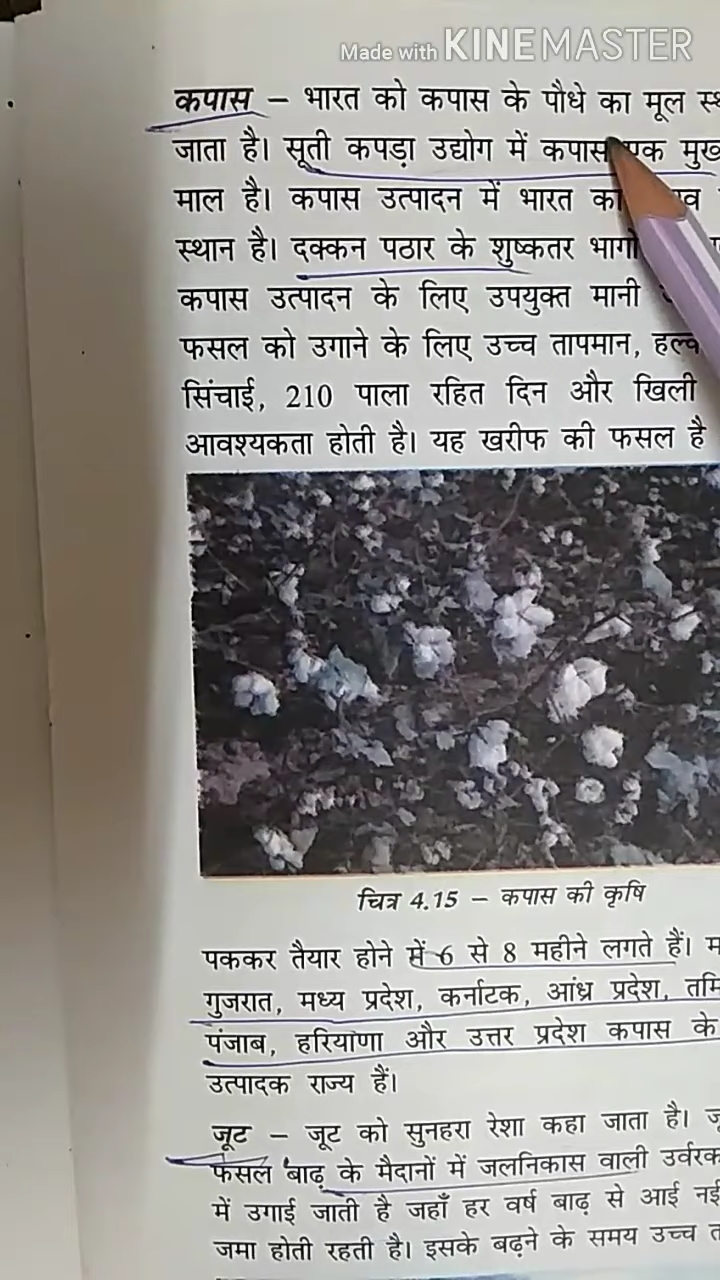 Made with KINEMASTER
कपास – भारत को कपास के पौधे का मूल
जाता है। सूती कपड़ा उद्योग में कपास एक
माल है। कपास उत्पादन में भारत का
स्थान है। दक्कन पठार के शुष्कतर
कपास उत्पादन के लिए उपयुक्त मानी
फसल को उगाने के लिए उच्च तापमान,
सिंचाई, 210 पाला रहित दिन और खिली
आवश्यकता होती है। यह खरीफ की फसल है
चित्र 4.15 – कपास की कृषि
पककर तैयार होने में 6 से 8 महीने लगते हैं।
गुजरात, मध्य प्रदेश, कर्नाटक, आंध्र प्रदेश,
पंजाब, हरियाणा और उत्तर प्रदेश कपास के
उत्पादक राज्य हैं।
जूट – जूट को सुनहरा रेशा कहा जाता है।
फसल बाढ़ के मैदानों में जलनिकास वाली
में उगाई जाती है जहाँ हर वर्ष बाढ़ से आई नई
जमा होती रहती है। इसके बढ़ने के समय उच्च